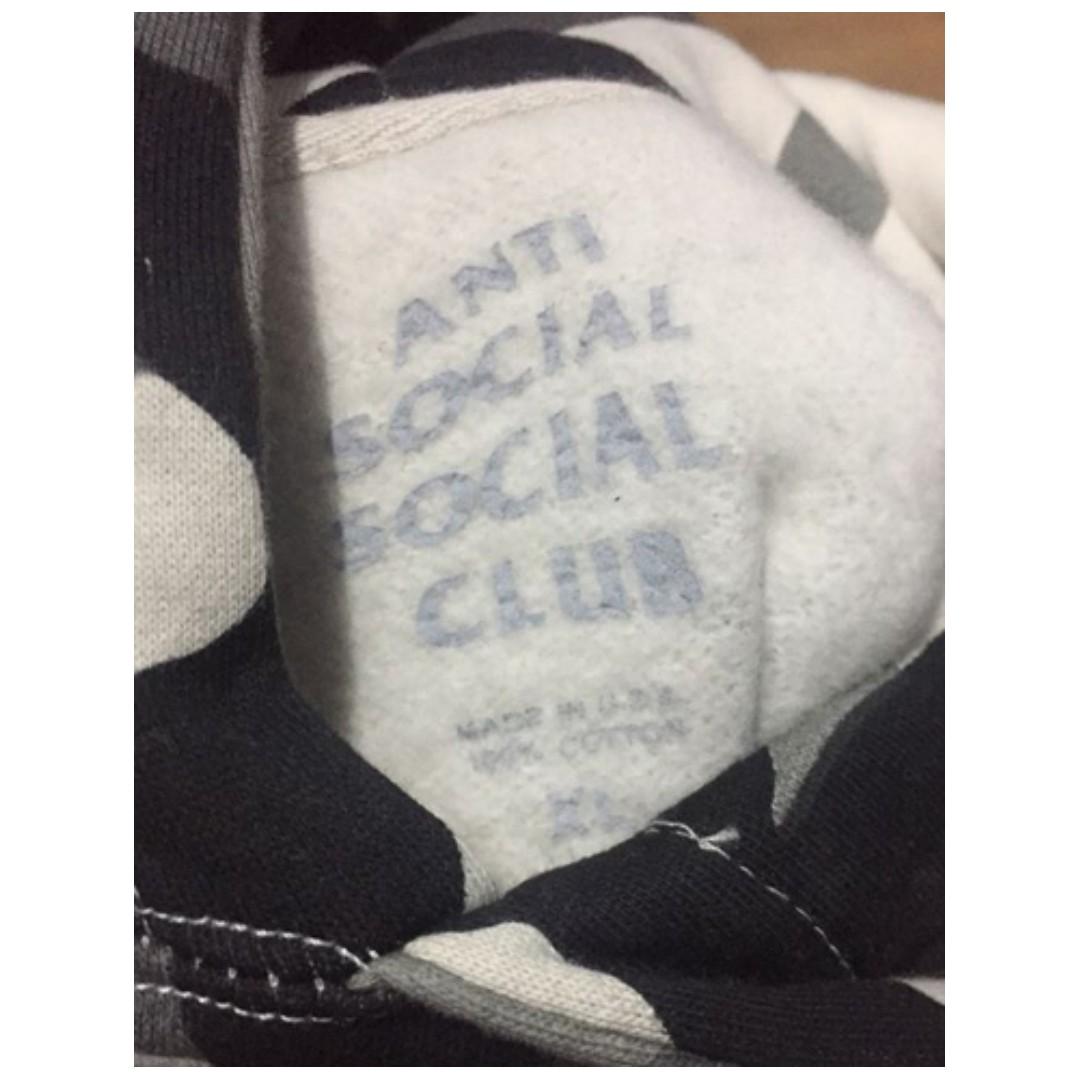 ANTI
SOCIAL
SOCIAL
CLUB
MADE IN U.S.A.
100% COTTON
XL